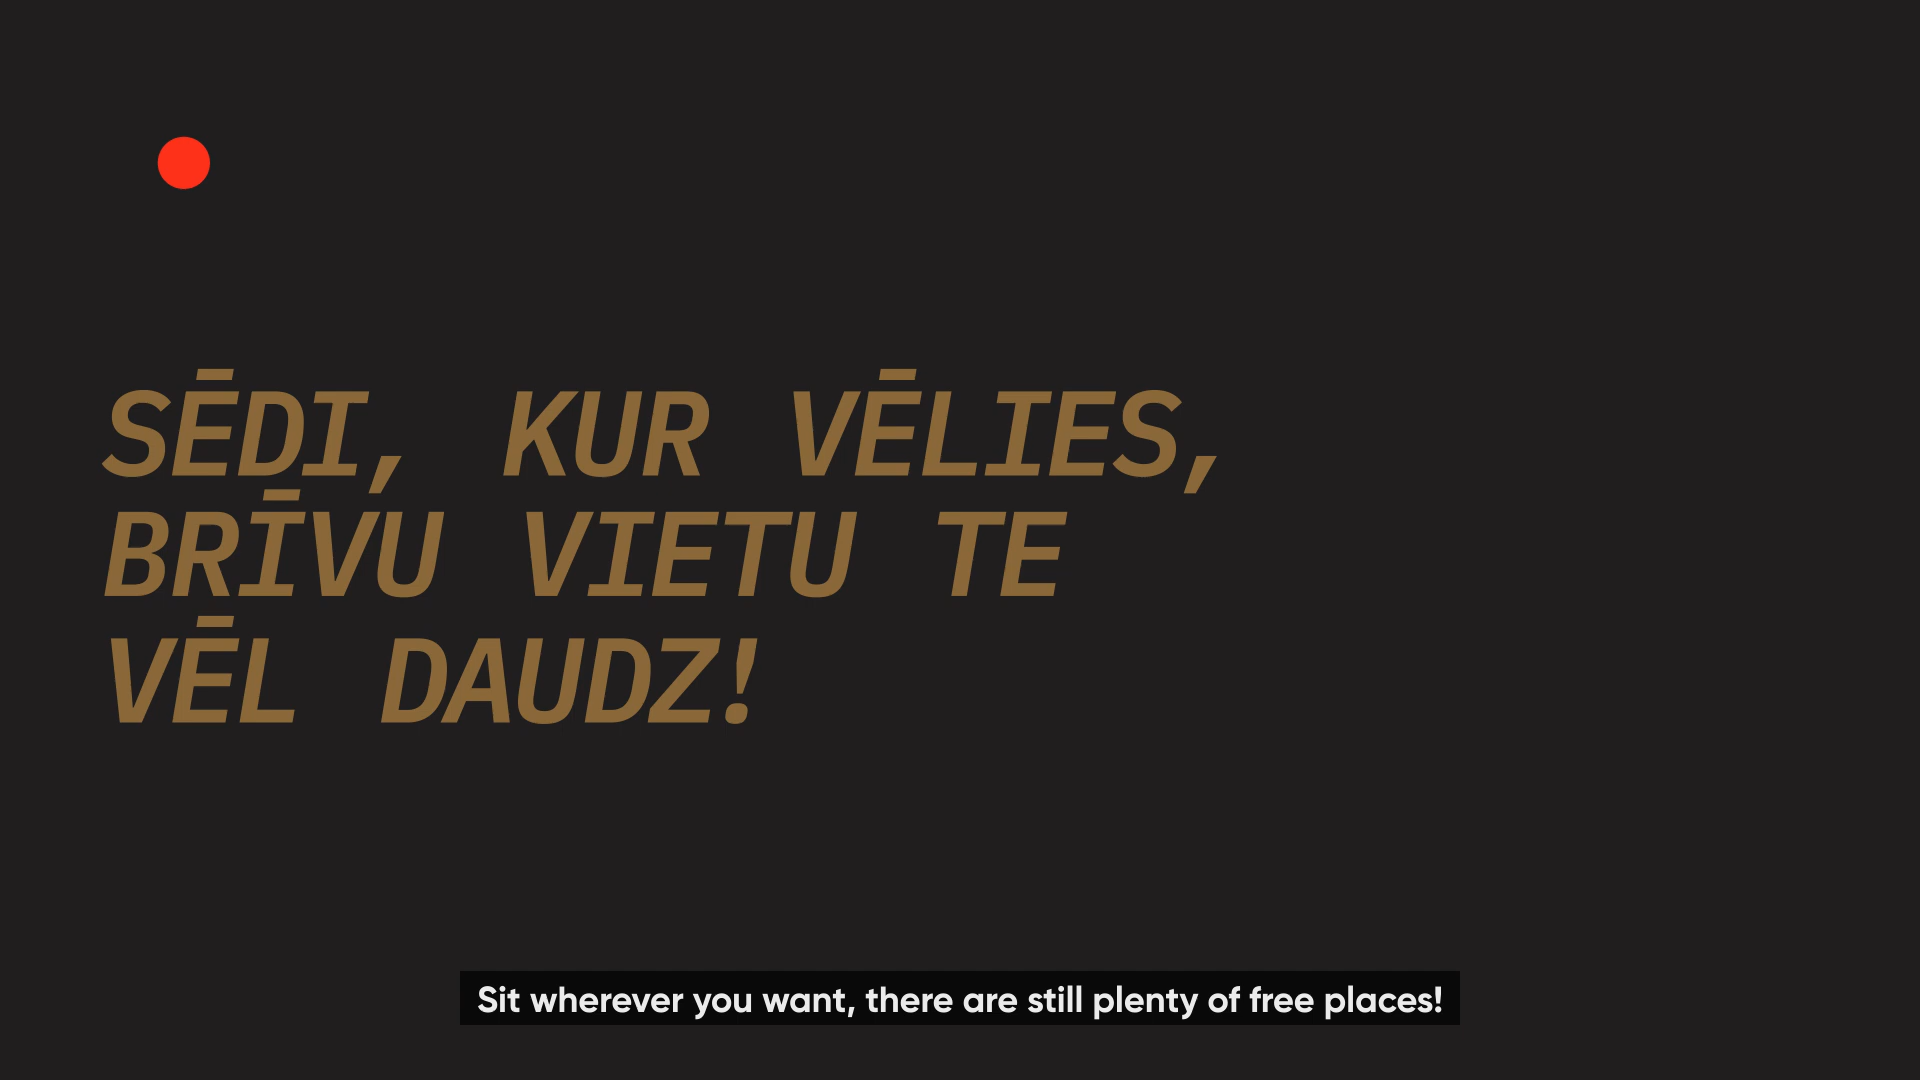 SĒDI, KUR VĒLIES,
BRĪVU VIETU TE
VĒL DAUDZ!
Sit wherever you want, there are still plenty of free places!